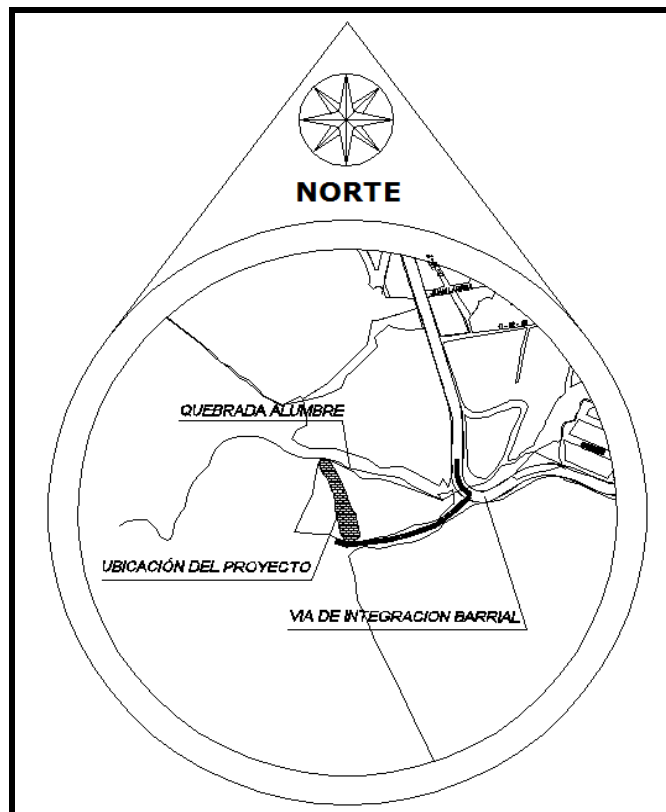 NORTE
QUEBRADA ALUMBRE
UBICACIÓN DEL PROYECTO
VIA DE INTEGRACION BARRIAL